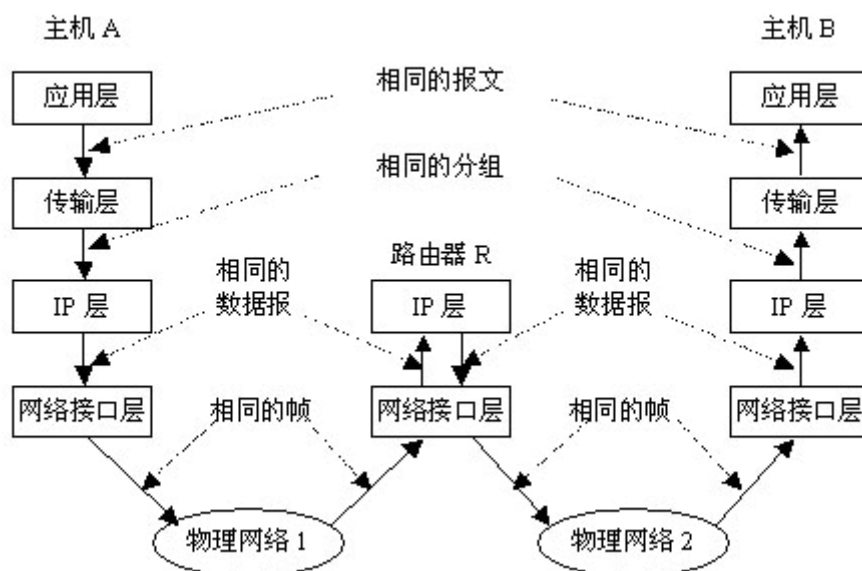 主机 A
主机 B
应用层
相同的报文
应用层
传输层
相同的分组
传输层
路由器 R
相同的
数据报
相同的
数据报
IP 层
IP 层
IP 层
网络接口层
相同的帧
网络接口层
相同的帧
网络接口层
物理网络 1
物理网络 2